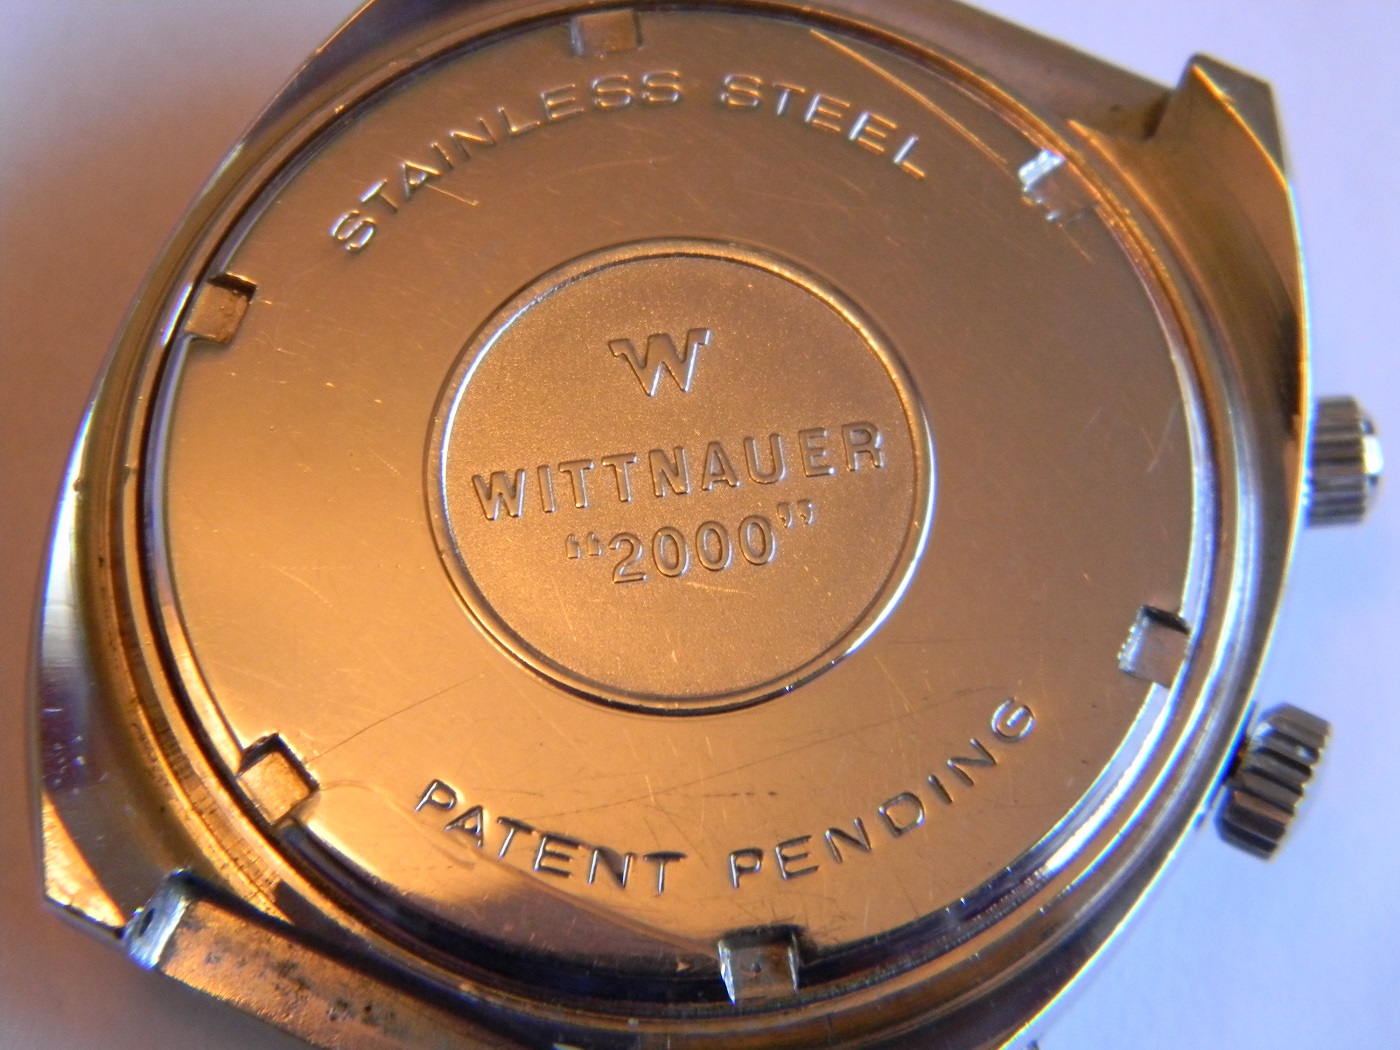 STAINLESS STEEL
W
WITTNAUER
“2000”
PATENT PENDING